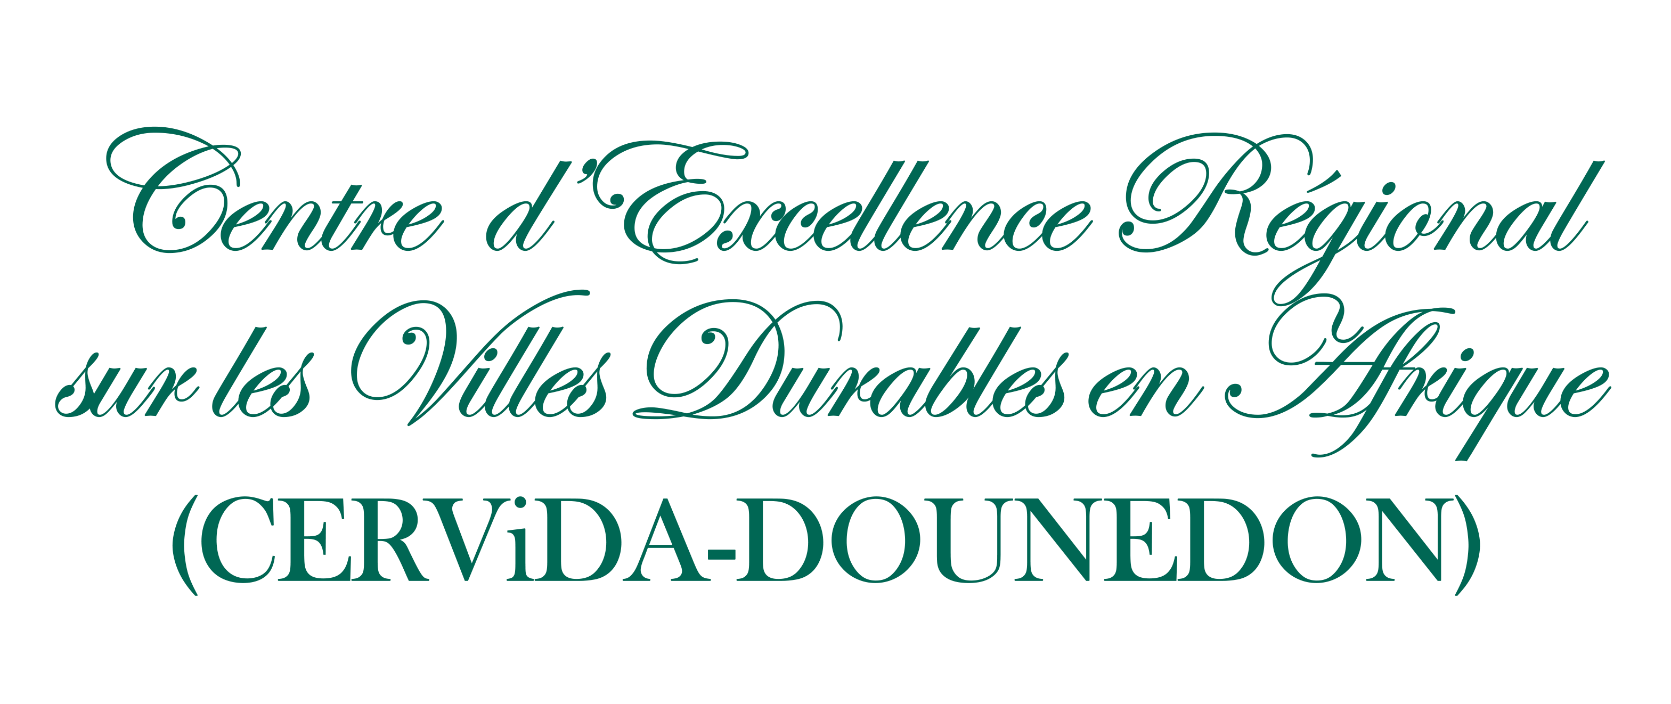 Centre d'Excellence Régional
sur les Villes Durables en Afrique
(CERViDA-DOUNEDON)